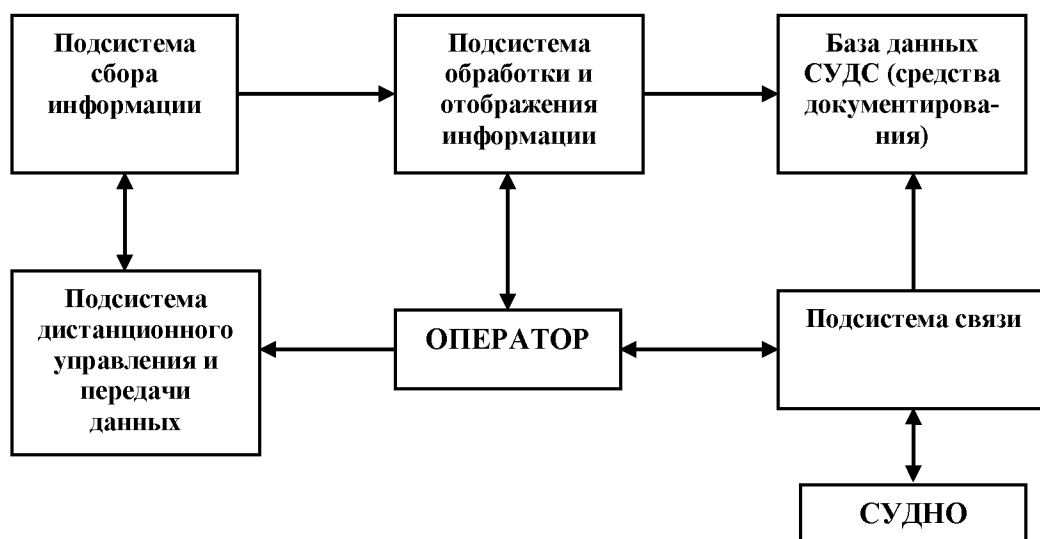 Подсистема
сбора
информации
Подсистема
обработки и
отображения
информации
База данных
СУДС (средства
документирова-
ния)
Подсистема
дистанционного
управления и
передачи
данных
ОПЕРАТОР
Подсистема связи
СУДНО